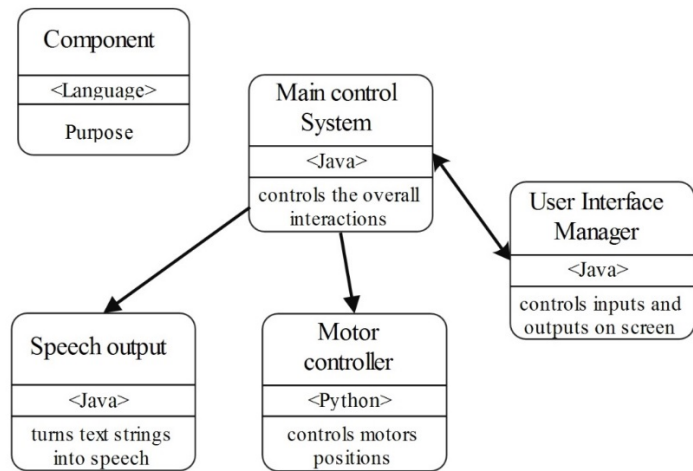 Component
<Language>
Purpose
Main control
System
<Java>
controls the overall
interactions
User Interface
Manager
<Java>
controls inputs and
outputs on screen
Speech output
<Java>
turns text strings
into speech
Motor
controller
<Python>
controls motors
positions